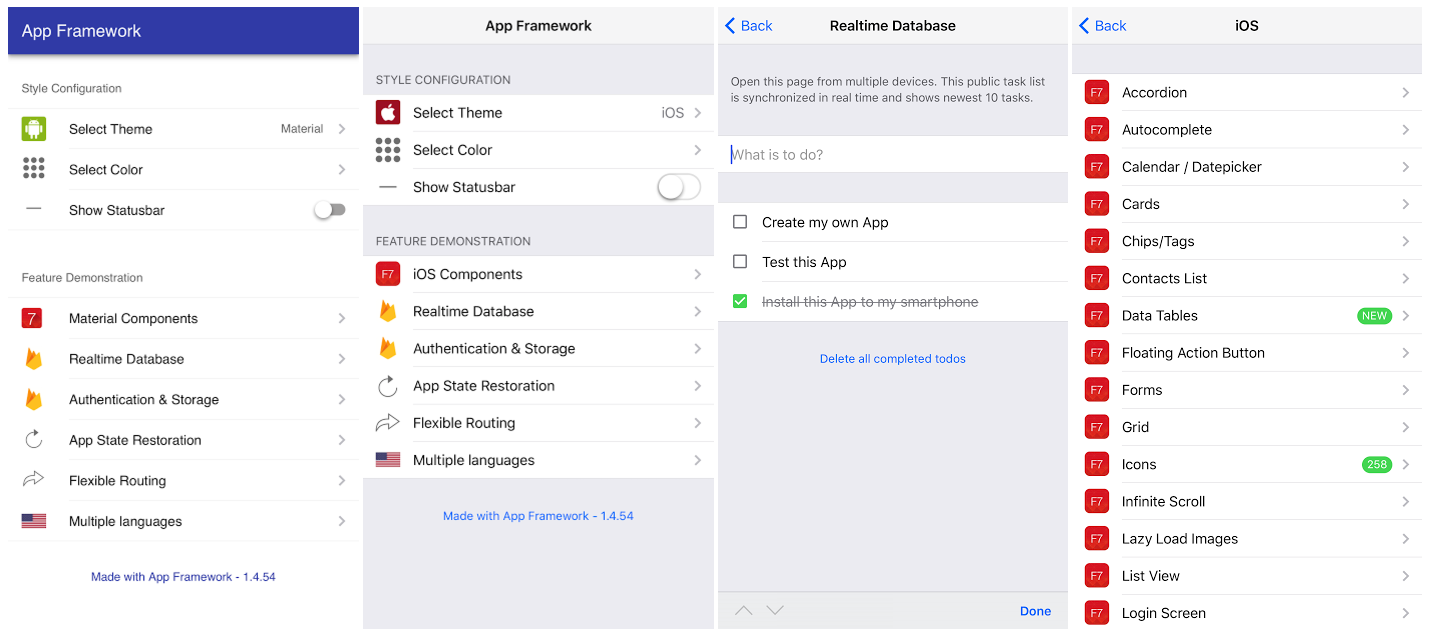 App Framework
Style Configuration
Select Theme Material
Select Color
Show Statusbar
Feature Demonstration
7 Material Components
Realtime Database
Authentication & Storage
App State Restoration
Flexible Routing
Multiple languages
Made with App Framework - 1.4.54
App Framework
STYLE CONFIGURATION
Select Theme iOS
Select Color
Show Statusbar
FEATURE DEMONSTRATION
F7 iOS Components
Realtime Database
Authentication & Storage
App State Restoration
Flexible Routing
Multiple languages
Made with App Framework - 1.4.54
Back Realtime Database
Open this page from multiple devices. This public task list
is synchronized in real time and shows newest 10 tasks.
What is to do?
Create my own App
Test this App
Install this App to my smartphone
Delete all completed todos
Done
Back iOS
F7 Accordion
F7 Autocomplete
F7 Calendar / Datepicker
F7 Cards
F7 Chips/Tags
F7 Contacts List
F7 Data Tables NEW
F7 Floating Action Button
F7 Forms
F7 Grid
F7 Icons 258
F7 Infinite Scroll
F7 Lazy Load Images
F7 List View
F7 Login Screen